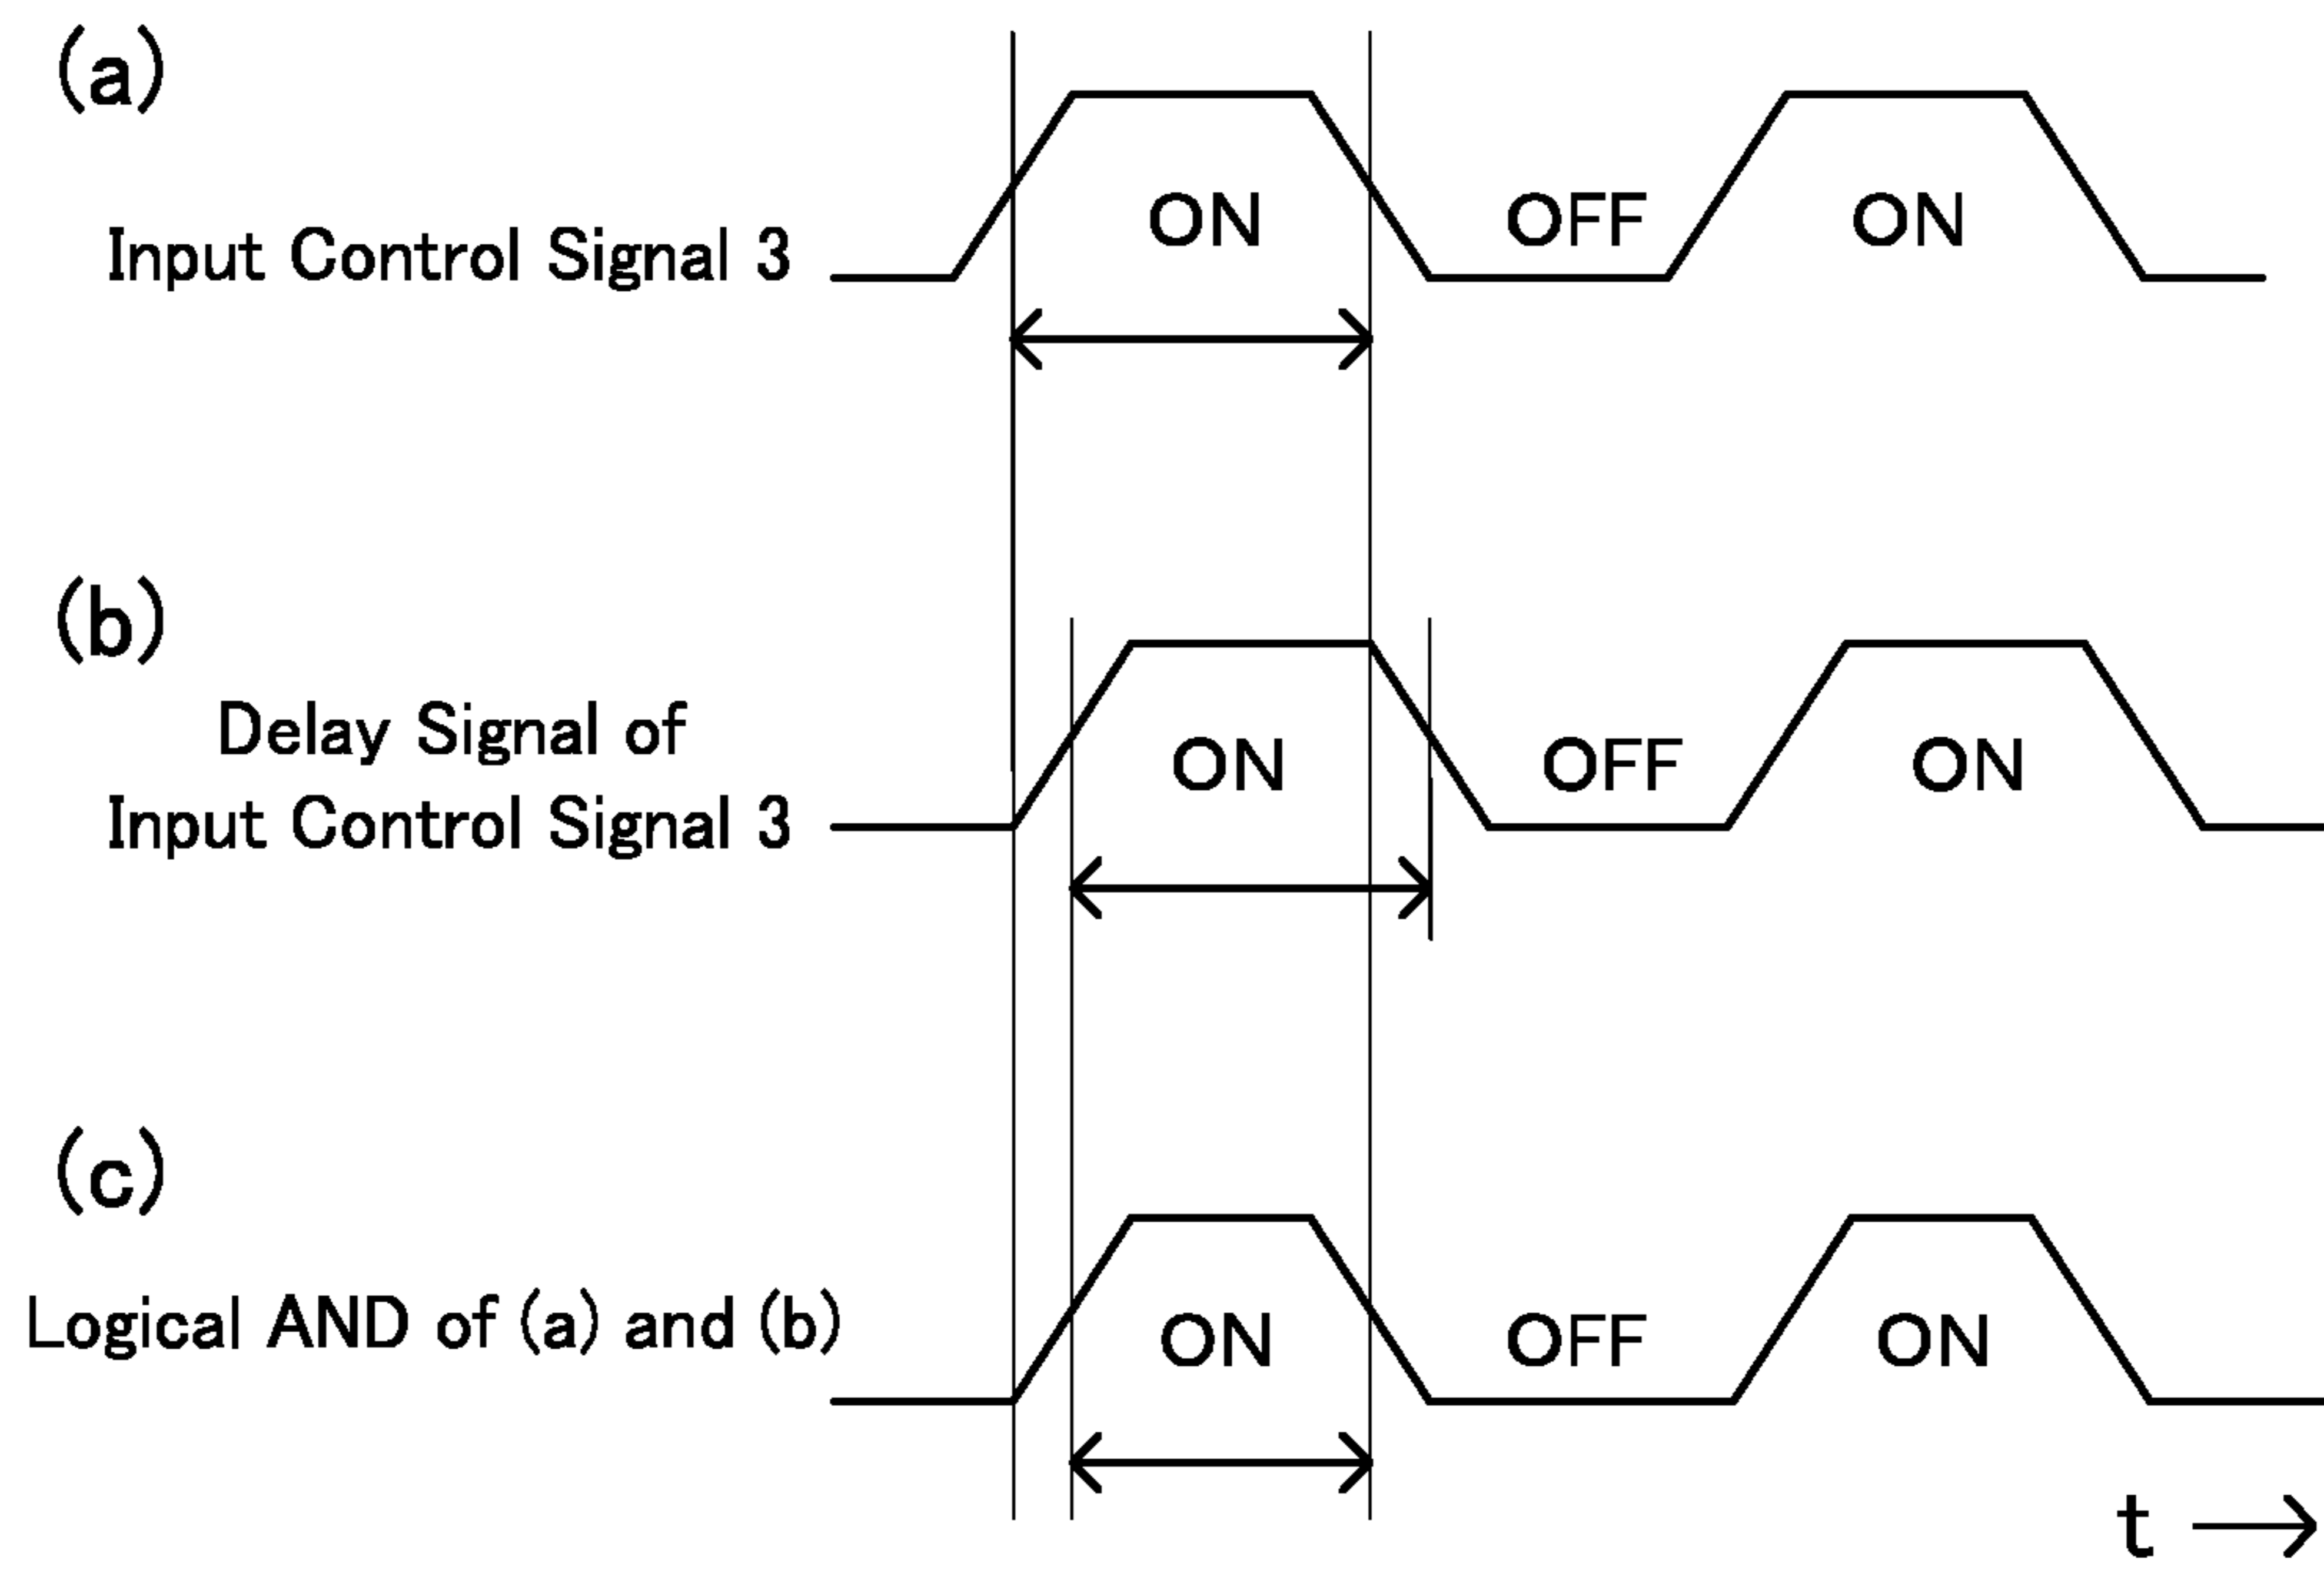 (a)
ON OFF ON
Input Control Signal 3
(b)
Delay Signal of
ON OFF ON
Input Control Signal 3
(c)
Logical AND of (a) and (b)
ON OFF ON
t